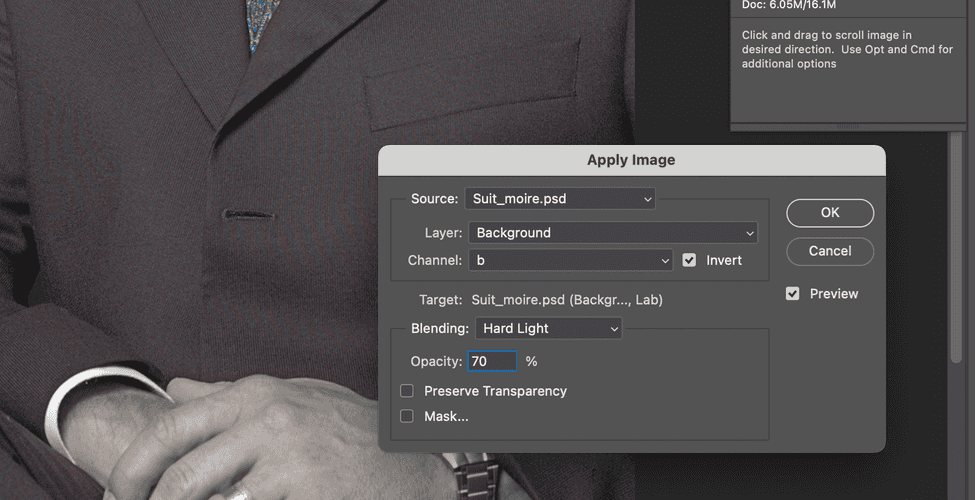 Doc: 6.05M/16.1M
Click and drag to scroll image in
desired direction.  Use Opt and Cmd for
additional options
Apply Image
Source: Suit_moire.psd
OK
Layer: Background
Cancel
Channel: b
Invert
Preview
Target: Suit_moire.psd (Backgr..., Lab)
Blending: Hard Light
Opacity: 70 %
Preserve Transparency
Mask...